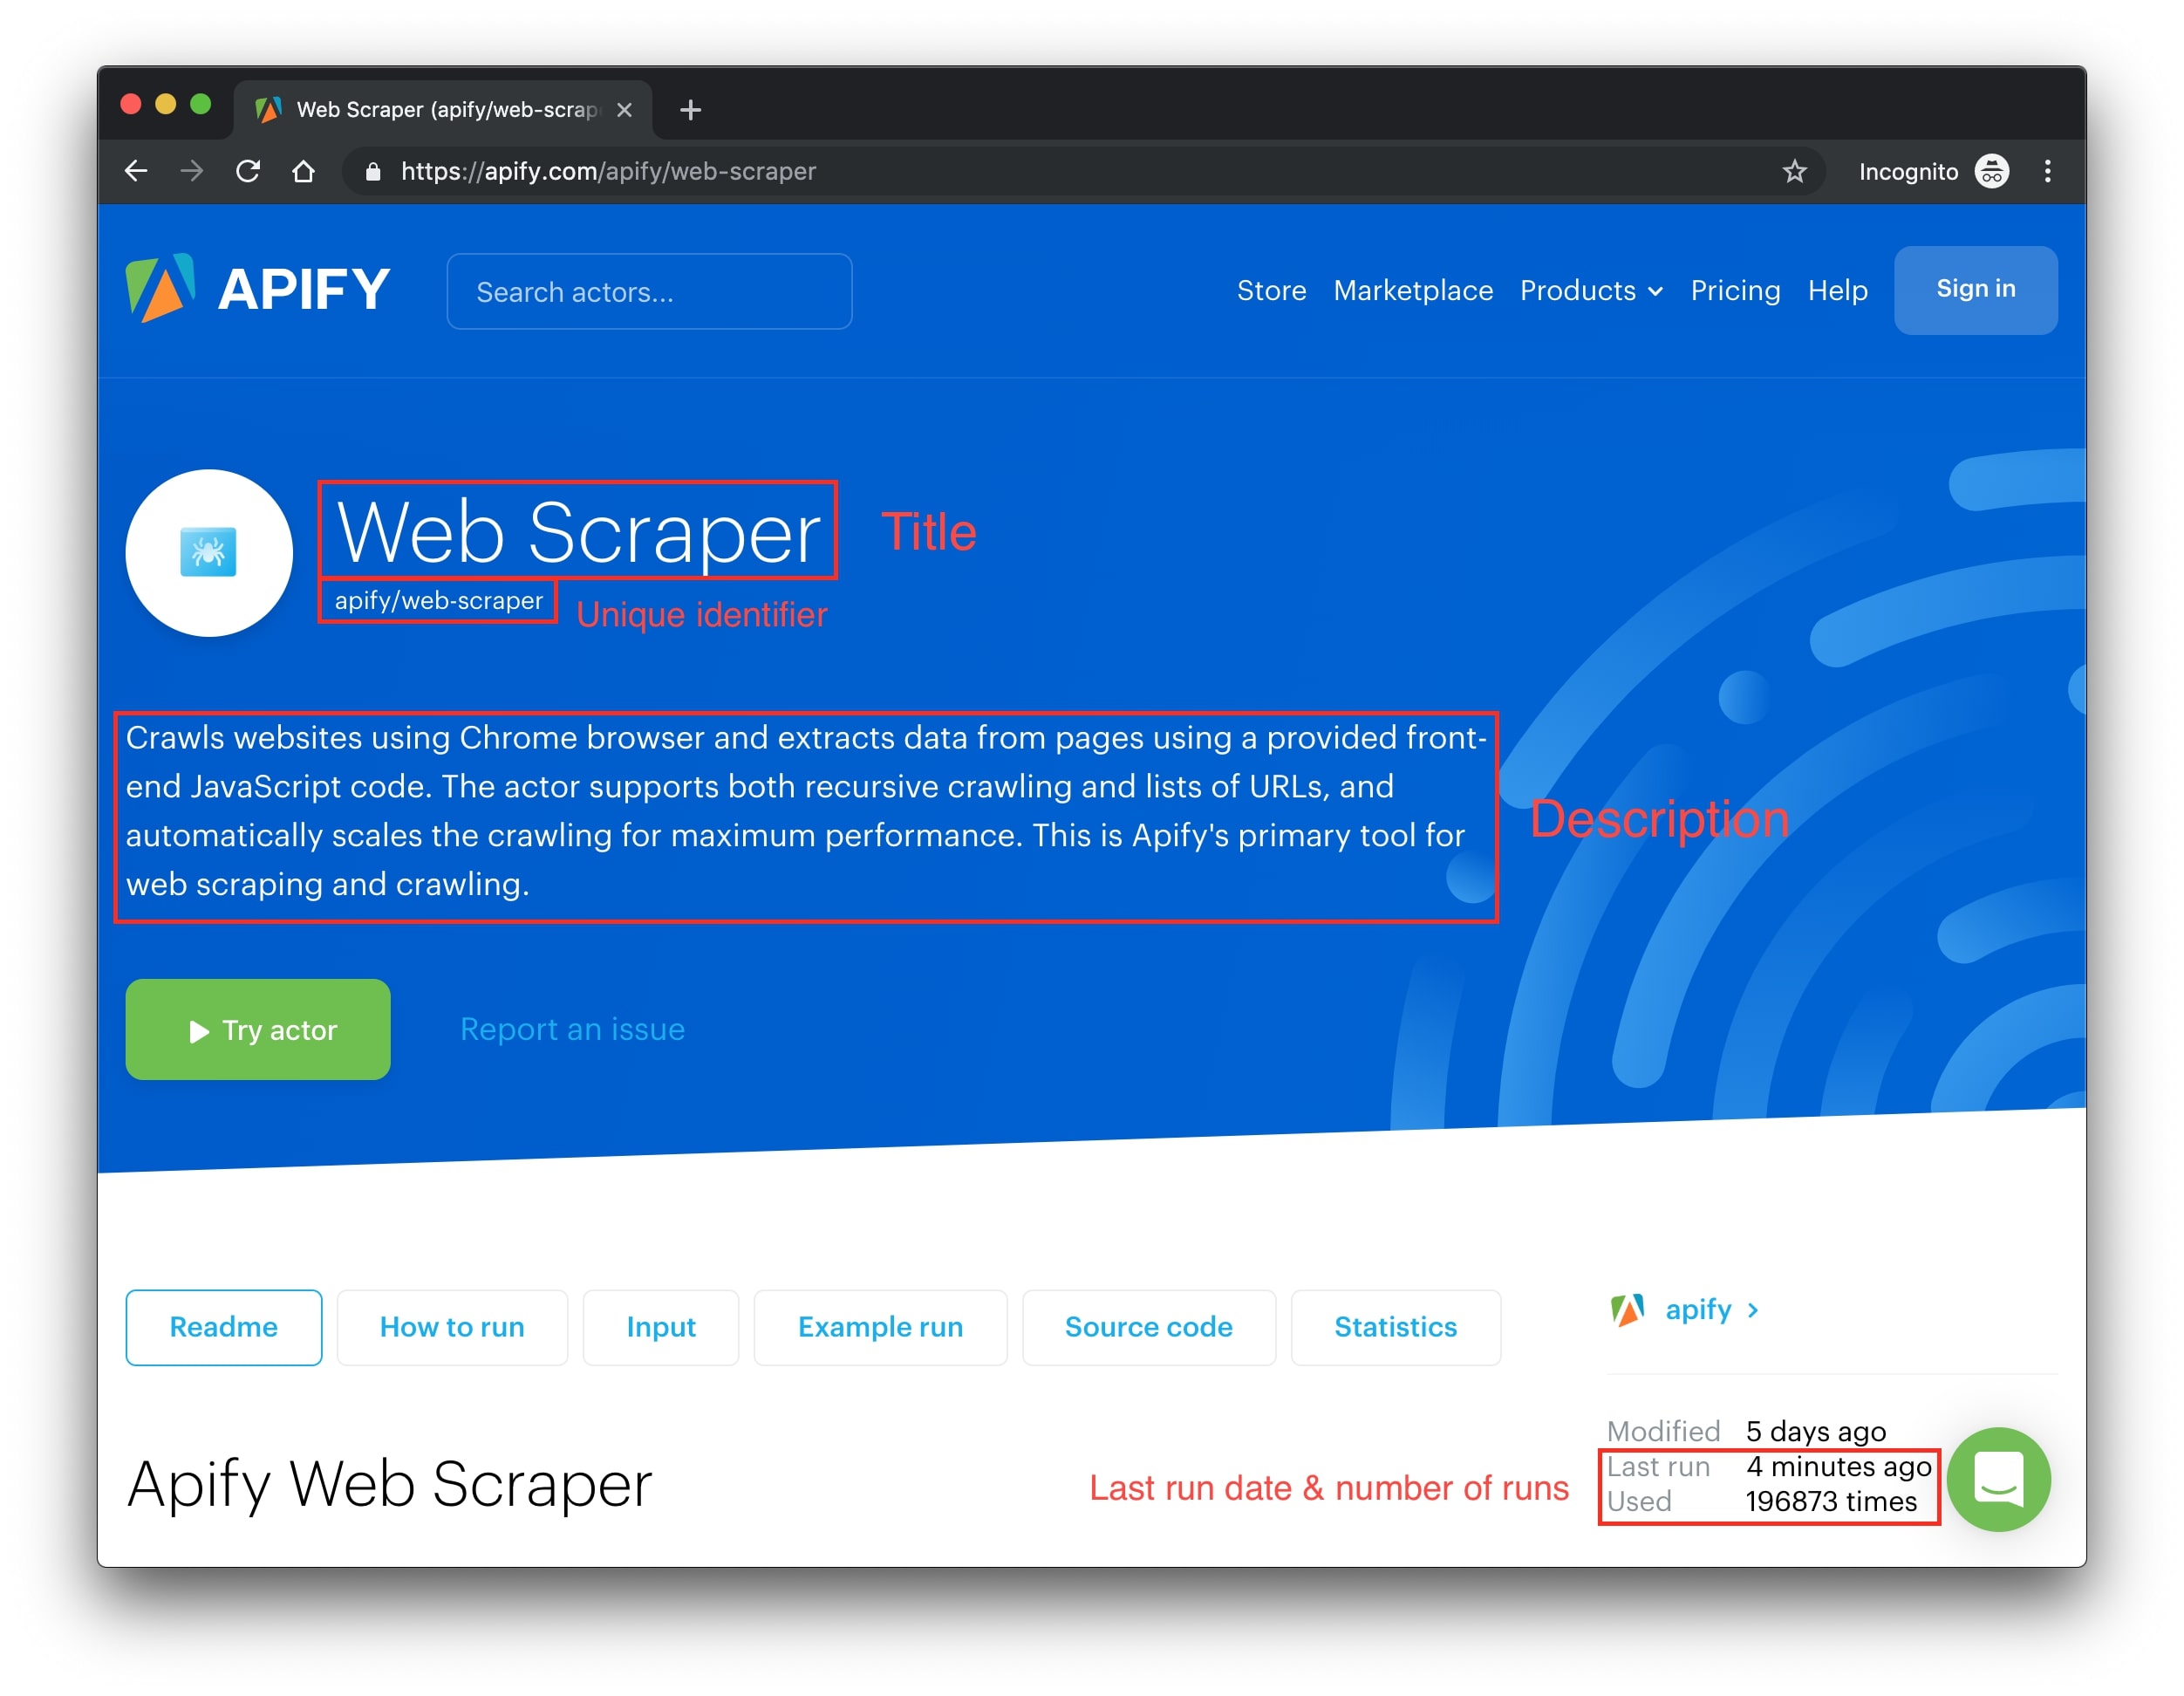 Web Scraper (apify/web-scrap
https://apify.com/apify/web-scraper
Incognito
APIFY
Search actors...
Store Marketplace Products Pricing Help Sign in
Web Scraper
Title
apify/web-scraper
Unique identifier
Crawls websites using Chrome browser and extracts data from pages using a provided front-
end JavaScript code. The actor supports both recursive crawling and lists of URLs, and
automatically scales the crawling for maximum performance. This is Apify's primary tool for
web scraping and crawling.
Description
Try actor
Report an issue
Readme How to run Input Example run Source code Statistics
apify
Modified 5 days ago
Last run 4 minutes ago
Used 196873 times
Apify Web Scraper
Last run date & number of runs